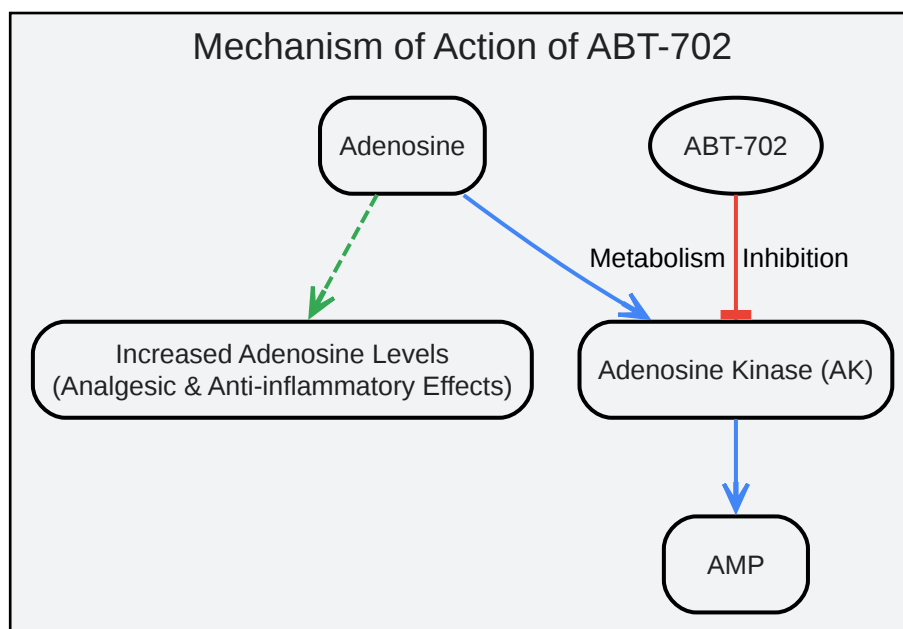 Mechanism of Action of ABT-702
Adenosine
ABT-702
Metabolism
Inhibition
Increased Adenosine Levels
(Analgesic & Anti-inflammatory Effects)
Adenosine Kinase (AK)
AMP